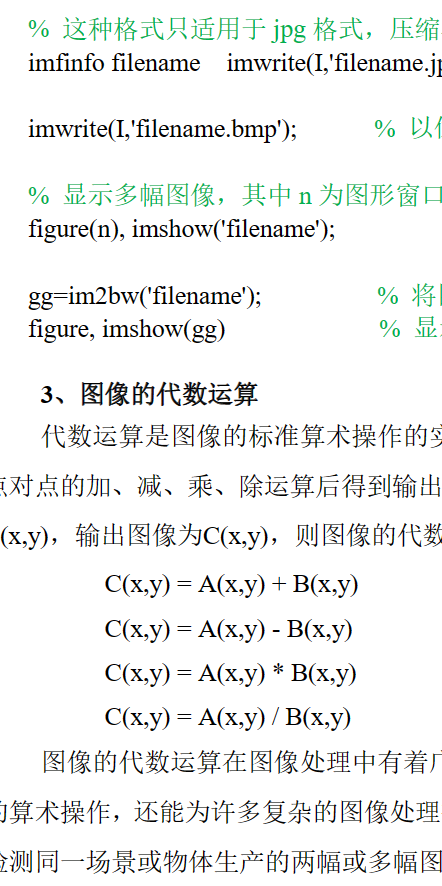 % 这种格式只适用于 jpg 格式，压缩
imfinfo filename    imwrite(I,'filename.jp
imwrite(I,'filename.bmp');    % 以
% 显示多幅图像，其中 n 为图形窗口
figure(n), imshow('filename');
gg=im2bw('filename');    % 将
figure, imshow(gg)    % 显
3、图像的代数运算
代数运算是图像的标准算术操作的实
点对点的加、减、乘、除运算后得到输出
(x,y)，输出图像为C(x,y)，则图像的代数
C(x,y) = A(x,y) + B(x,y)
C(x,y) = A(x,y) - B(x,y)
C(x,y) = A(x,y) * B(x,y)
C(x,y) = A(x,y) / B(x,y)
图像的代数运算在图像处理中有着广
的算术操作，还能为许多复杂的图像处理
检测同一场景或物体生产的两幅或多幅图